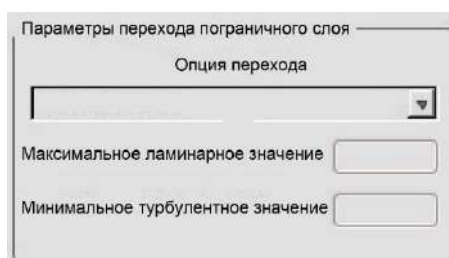 Параметры перехода пограничного слоя
Опция перехода
Максимальное ламинарное значение
Минимальное турбулентное значение